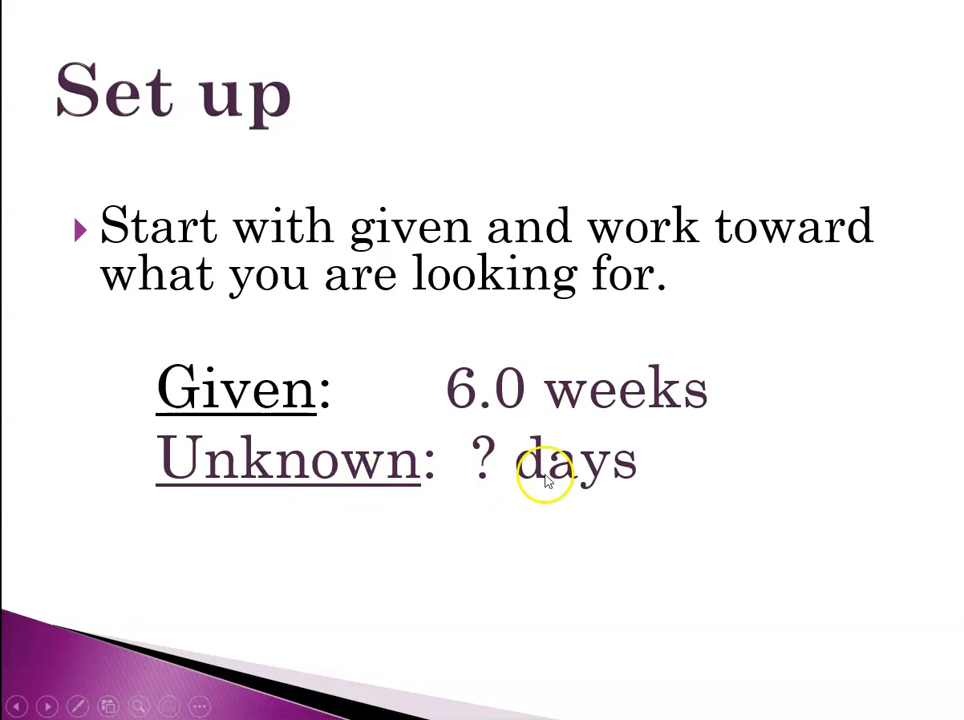 Set up
Start with given and work toward
what you are looking for.
Given: 6.0 weeks
Unknown: ? days